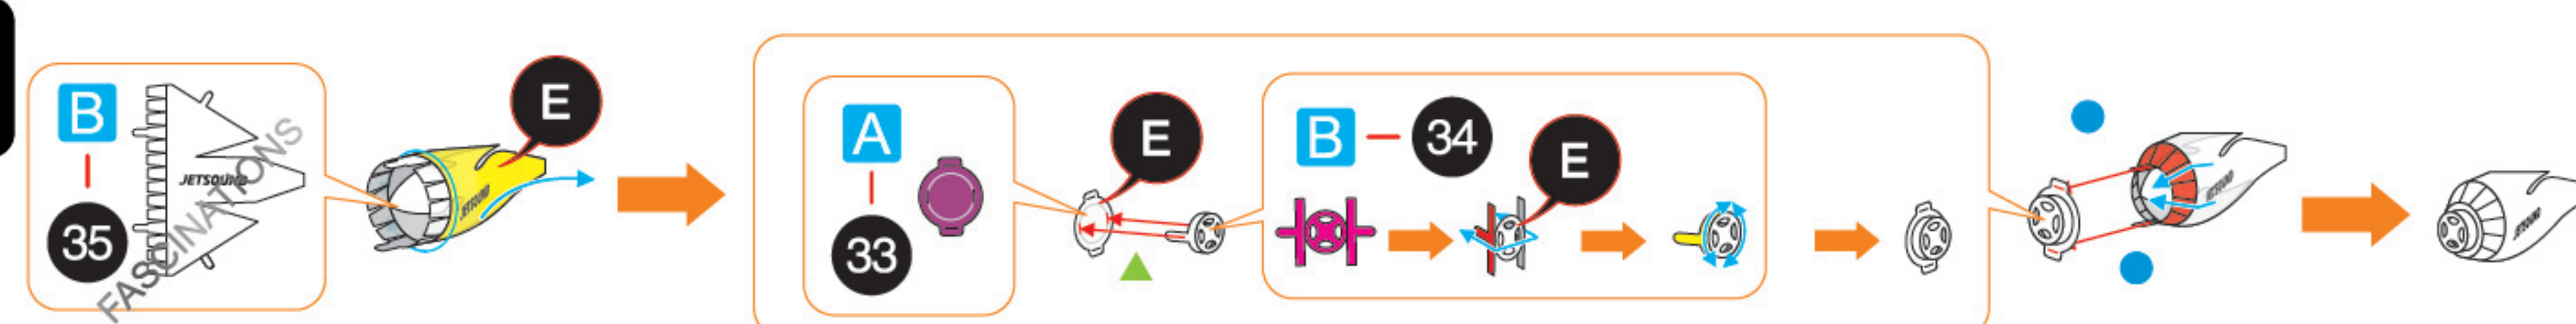 B
35
JETSOUND
FASCINATIONS
JETSOUND
E
A
33
E
B
34
E
JETSOUND
JETSOUND